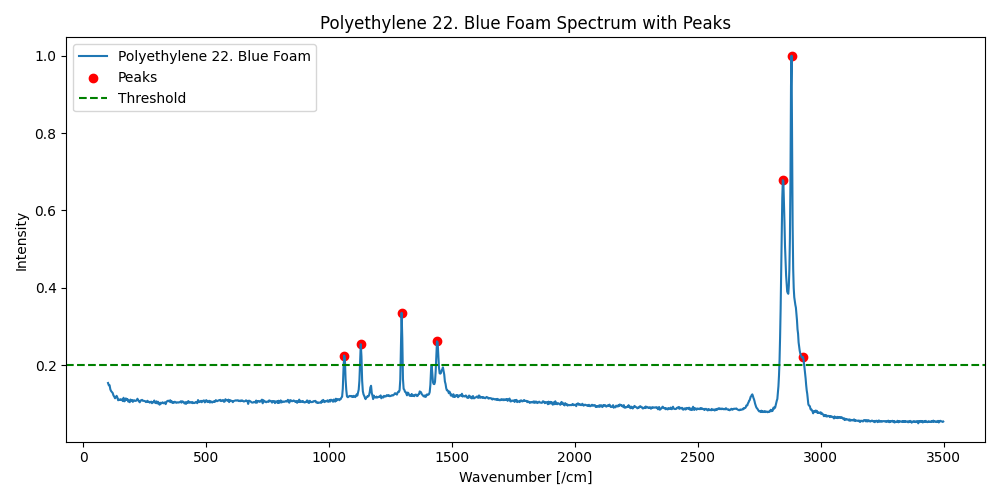 Polyethylene 22. Blue Foam Spectrum with Peaks
Polyethylene 22. Blue Foam
Peaks
Threshold
Intensity
1.0
0.8
0.6
0.4
0.2
0 500 1000 1500 2000 2500 3000 3500
Wavenumber [/cm]